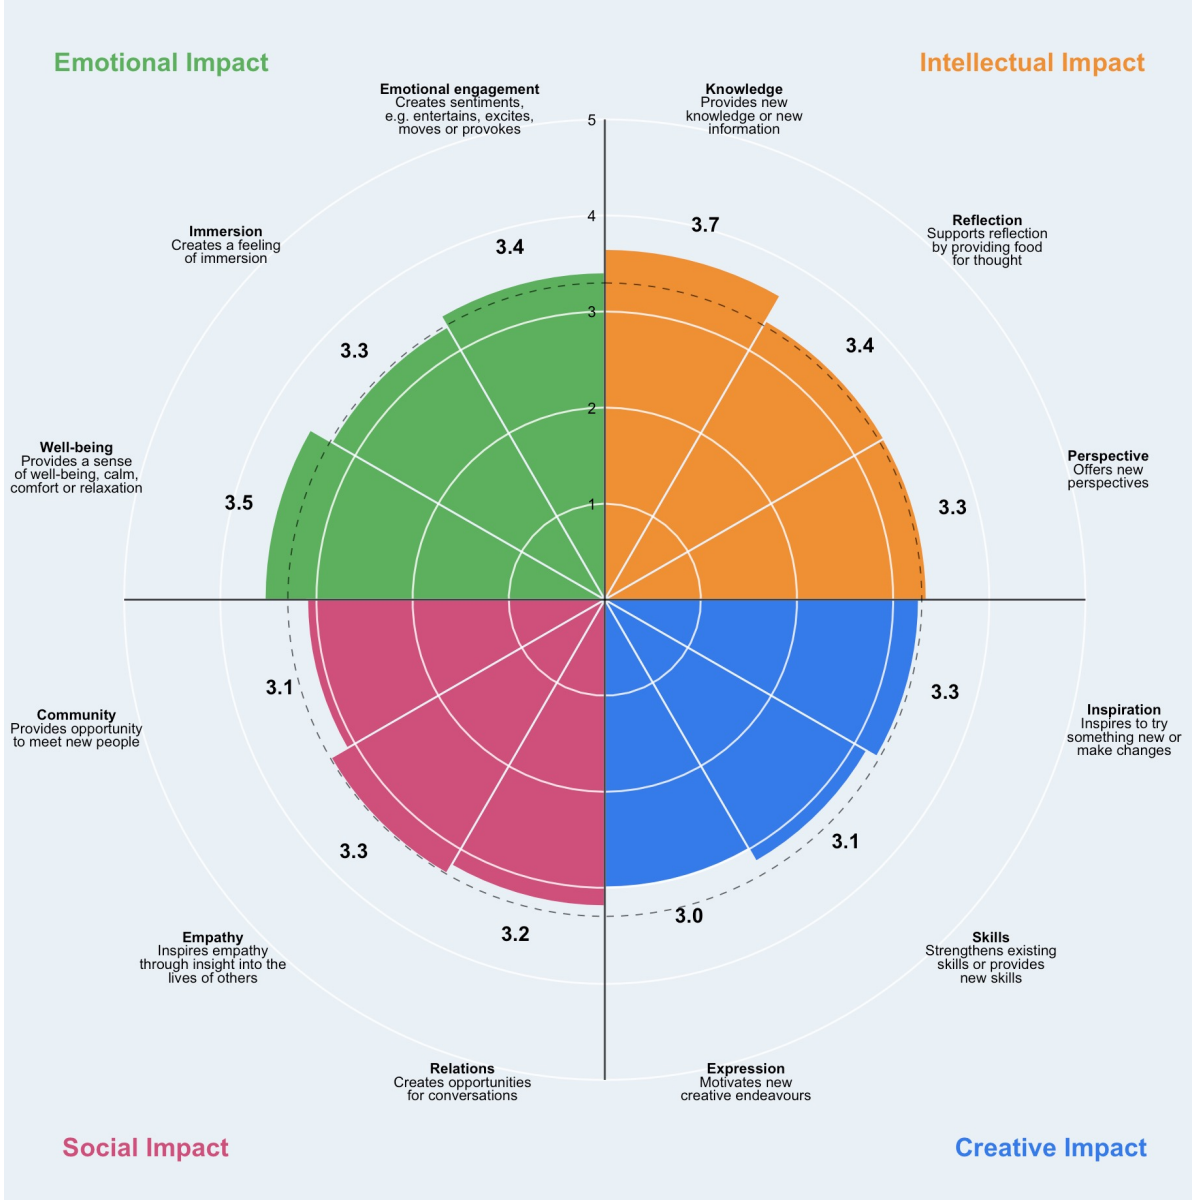 Emotional Impact
Intellectual Impact
Emotional engagement
Creates sentiments,
e.g. entertains, excites,
moves or provokes
Knowledge
Provides new
knowledge or new
information
5
4
3
2
1
Immersion
Creates a feeling
of immersion
Reflection
Supports reflection
by providing food
for thought
3.4
3.7
3.3
3.4
Well-being
Provides a sense
of well-being, calm,
comfort or relaxation
3.5
Perspective
Offers new
perspectives
3.3
Community
Provides opportunity
to meet new people
3.1
3.3
Inspiration
Inspires to try
something new or
make changes
3.3
3.1
3.2
3.0
Empathy
Inspires empathy
through insight into the
lives of others
Skills
Strengthens existing
skills or provides
new skills
Relations
Creates opportunities
for conversations
Expression
Motivates new
creative endeavours
Social Impact
Creative Impact